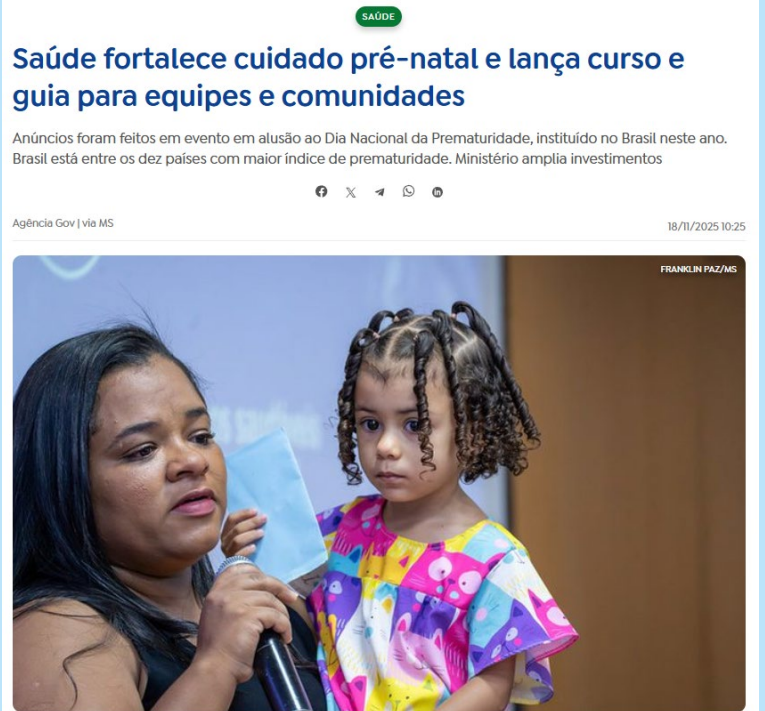 SAÚDE
Saúde fortalece cuidado pré-natal e lança curso e
guia para equipes e comunidades
Anúncios foram feitos em evento em alusão ao Dia Nacional da Prematuridade, instituído no Brasil neste ano.
Brasil está entre os dez países com maior índice de prematuridade. Ministério amplia investimentos
Agência Gov | via MS
18/11/2025 10:25
FRANKLIN PAZ/MS